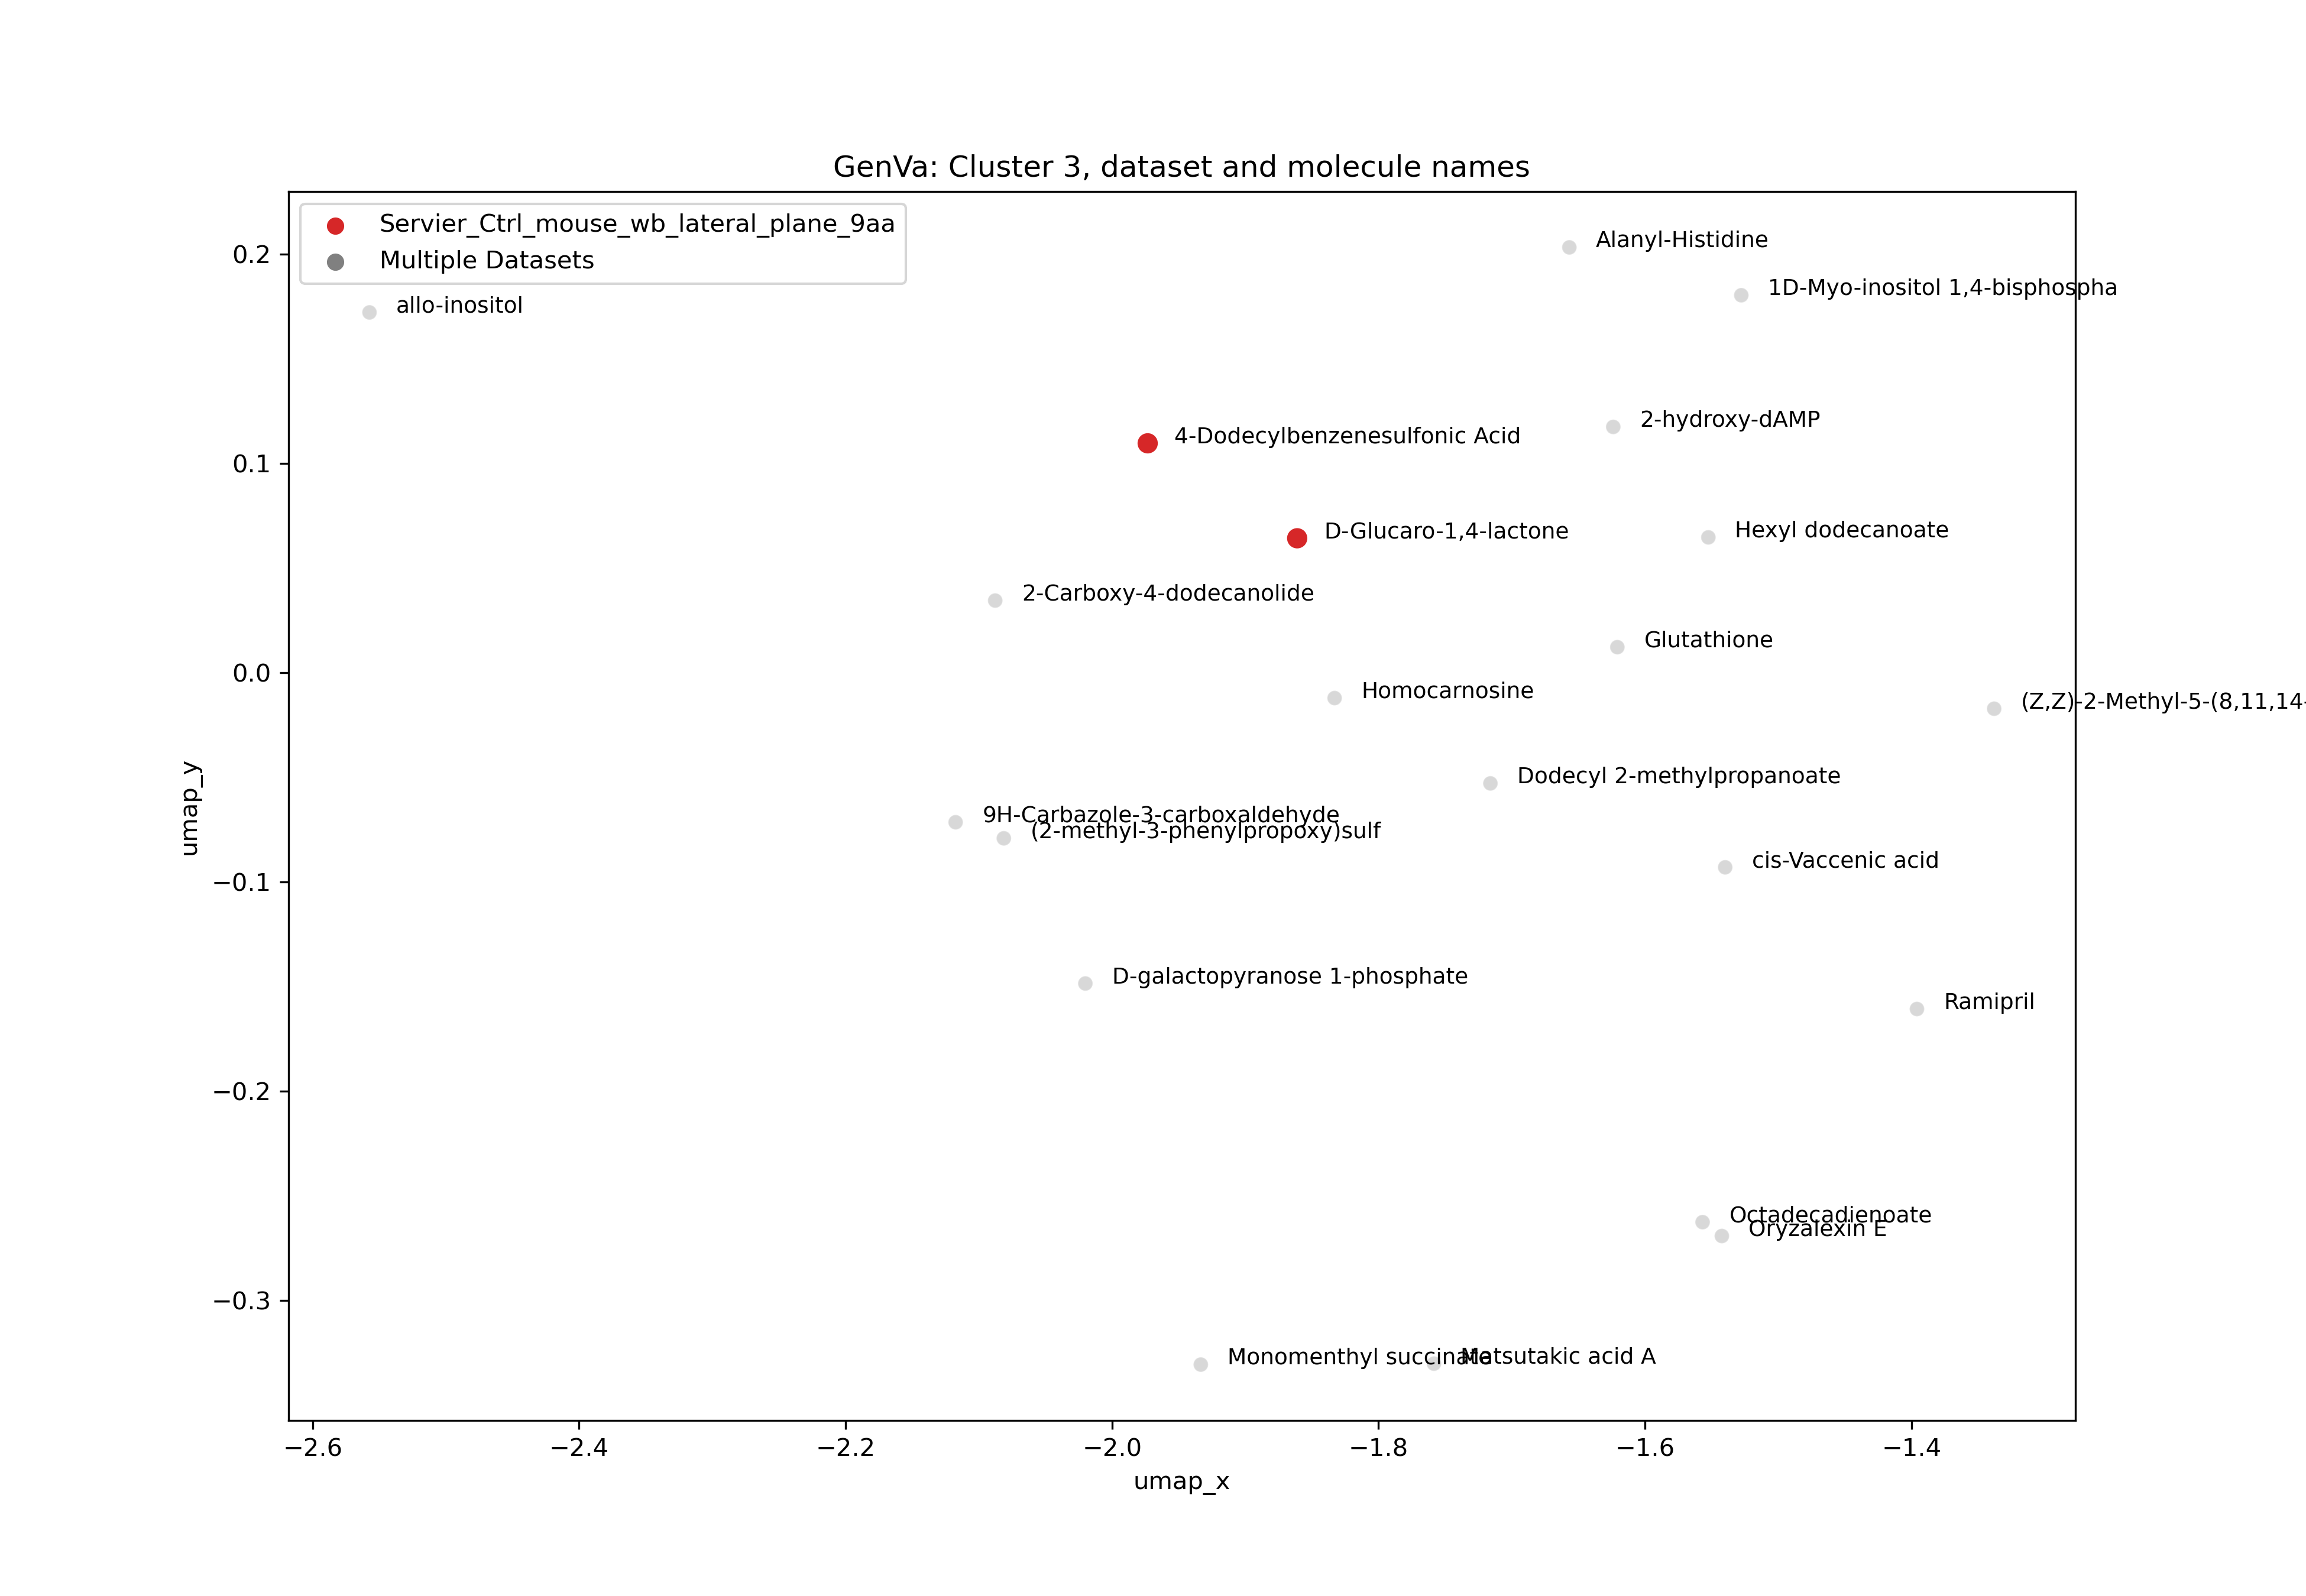 GenVa: Cluster 3, dataset and molecule names
Servier_Ctrl_mouse_wb_lateral_plane_9aa
Multiple Datasets
Alanyl-Histidine
1D-Myo-inositol 1,4-bisphospha
allo-inositol
2-hydroxy-dAMP
4-Dodecylbenzenesulfonic Acid
D-Glucaro-1,4-lactone
Hexyl dodecanoate
2-Carboxy-4-dodecanolide
Glutathione
Homocarnosine
(Z,Z)-2-Methyl-5-(8,11,14-
Dodecyl 2-methylpropanoate
9H-Carbazole-3-carboxaldehyde
(2-methyl-3-phenylpropoxy)sulf
cis-Vaccenic acid
D-galactopyranose 1-phosphate
Ramipril
Octadecadienoate
Oryzalexin E
Monomenthyl succinate
Matsutakic acid A
0.2
0.1
0.0
−0.1
−0.2
−0.3
umap_y
−2.6
−2.4
−2.2
−2.0
−1.8
−1.6
−1.4
umap_x